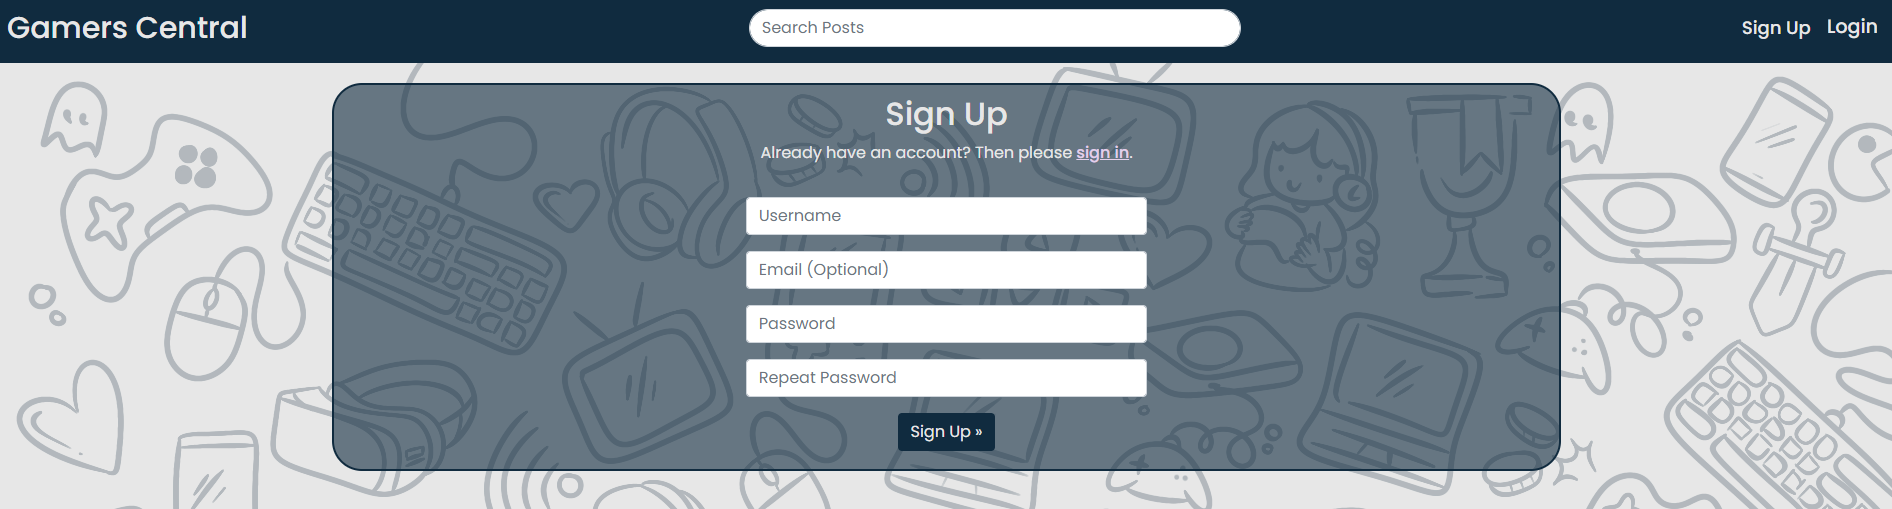 Gamers Central
Search Posts
Sign Up
Login
Sign Up
Already have an account? Then please sign in.
Username
Email (Optional)
Password
Repeat Password
Sign Up »